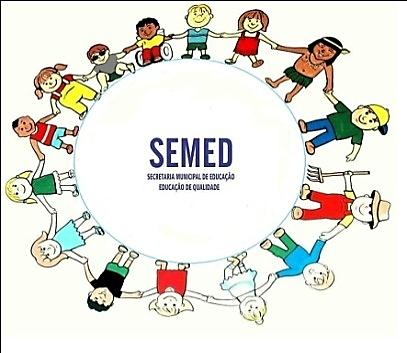 SEMED
SECRETARIA MUNICIPAL DE EDUCAÇÃO
EDUCAÇÃO DE QUALIDADE